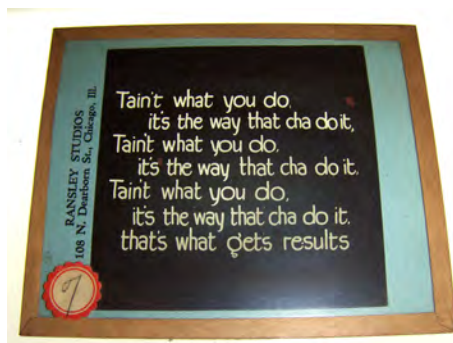 RANSLEY STUDIOS
108 N. Dearborn St., Chicago, Ill.
Tain't what you do,
it's the way that cha do it,
Tain't what you do.
it's the way that cha do it.
Tain't what you do,
it's the way that cha do it.
that's what gets results
7